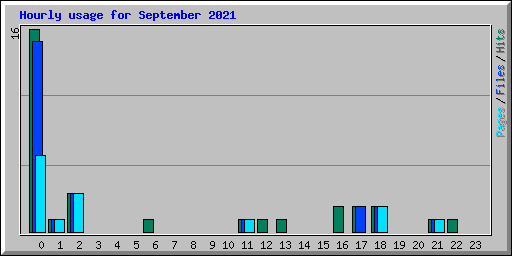 Hourly usage for September 2021
16
Pages/Files/Hits
0 1 2 3 4 5 6 7 8 9 10 11 12 13 14 15 16 17 18 19 20 21 22 23